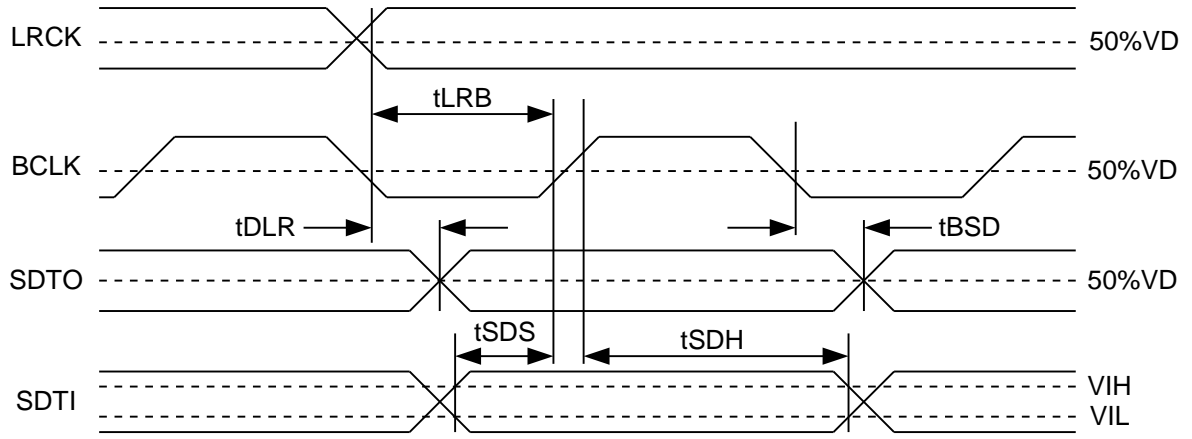 LRCK
50%VD
tLRB
BCLK
50%VD
tDLR
tBSD
SDTO
50%VD
tSDS
tSDH
SDTI
VIH
VIL